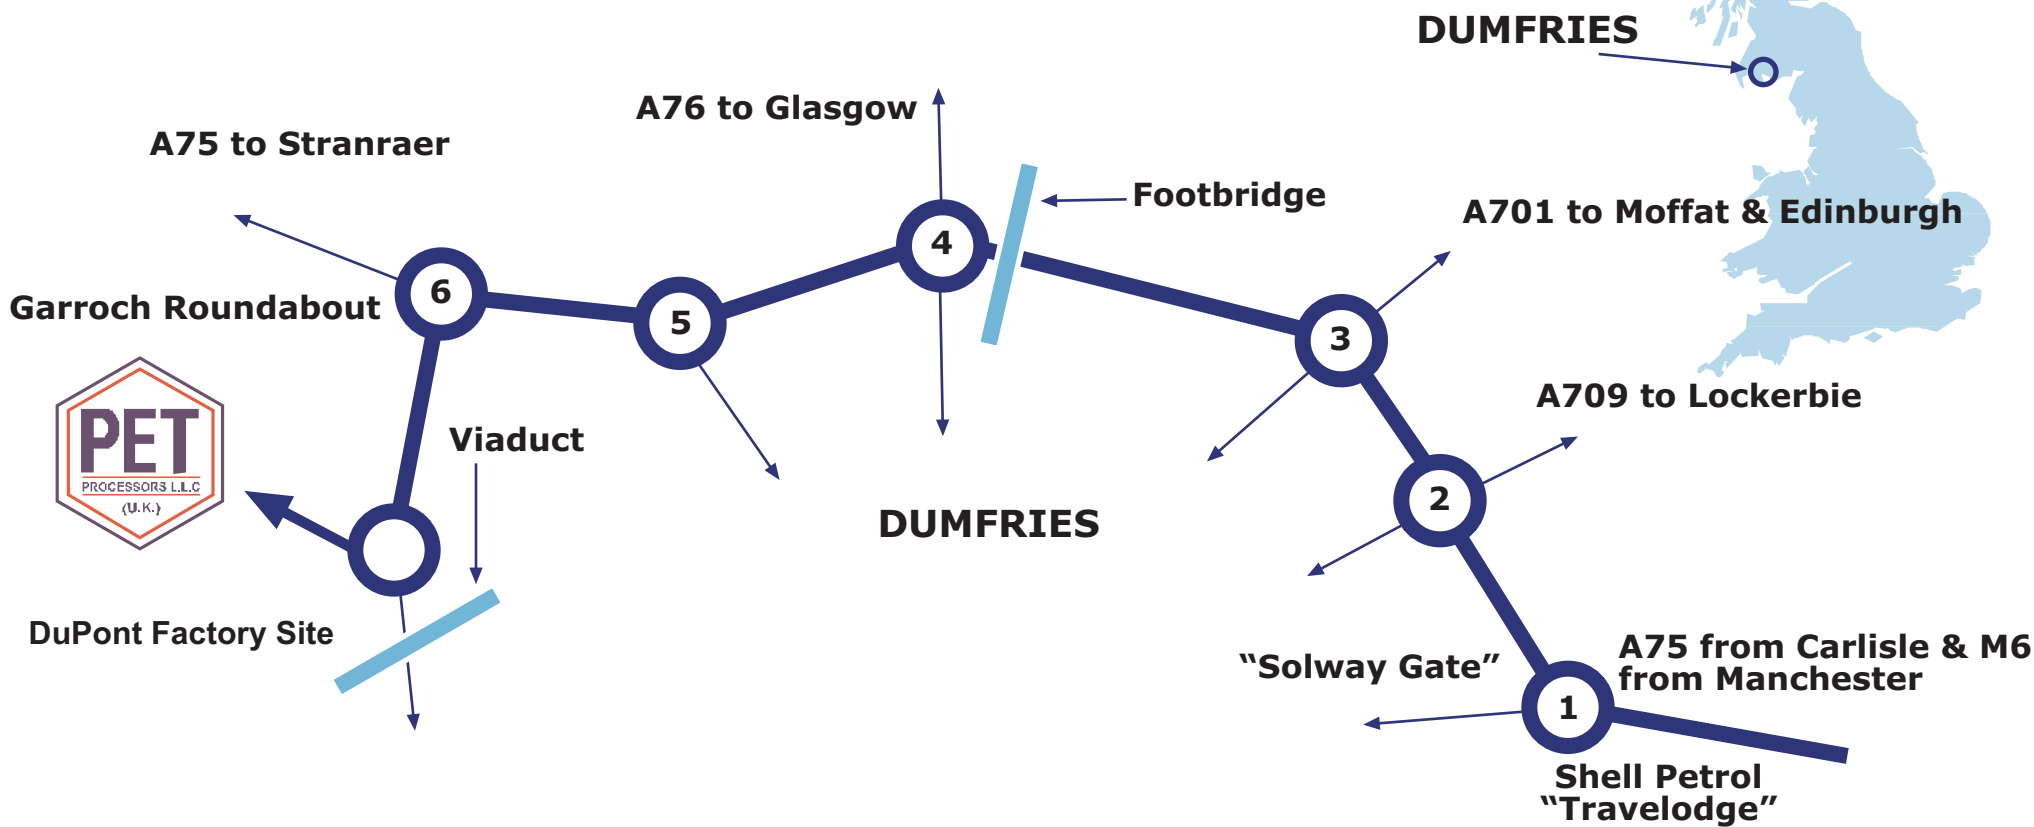 DUMFRIES
A76 to Glasgow
A75 to Stranraer
Footbridge
A701 to Moffat & Edinburgh
4
6
Garroch Roundabout
5
3
A709 to Lockerbie
PET
PROCESSORS L.L.C
(U.K.)
Viaduct
2
DUMFRIES
DuPont Factory Site
“Solway Gate”
A75 from Carlisle & M6
from Manchester
1
Shell Petrol
“Travelodge”